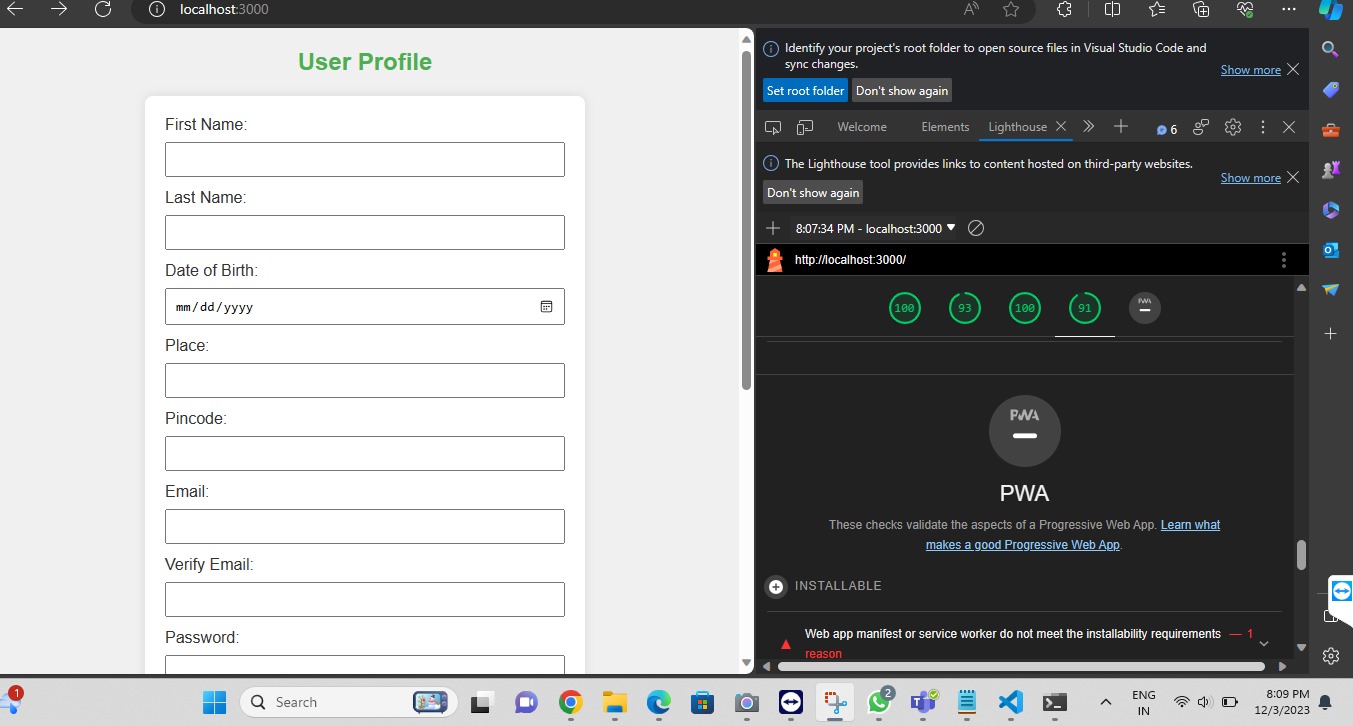 localhost:3000
User Profile
First Name:
Last Name:
Date of Birth:
mm/dd/yyyy
Place:
Pincode:
Email:
Verify Email:
Password:
Identify your project's root folder to open source files in Visual Studio Code and
sync changes.
Show more
Set root folder
Don't show again
Welcome
Elements
Lighthouse
6
The Lighthouse tool provides links to content hosted on third-party websites.
Show more
Don't show again
8:07:34 PM - localhost:3000
http://localhost:3000/
100
93
100
91
PWA
PWA
PWA
These checks validate the aspects of a Progressive Web App. Learn what
makes a good Progressive Web App.
INSTALLABLE
Web app manifest or service worker do not meet the installability requirements — 1
reason
1
Search
2
ENG
IN
8:09 PM
12/3/2023